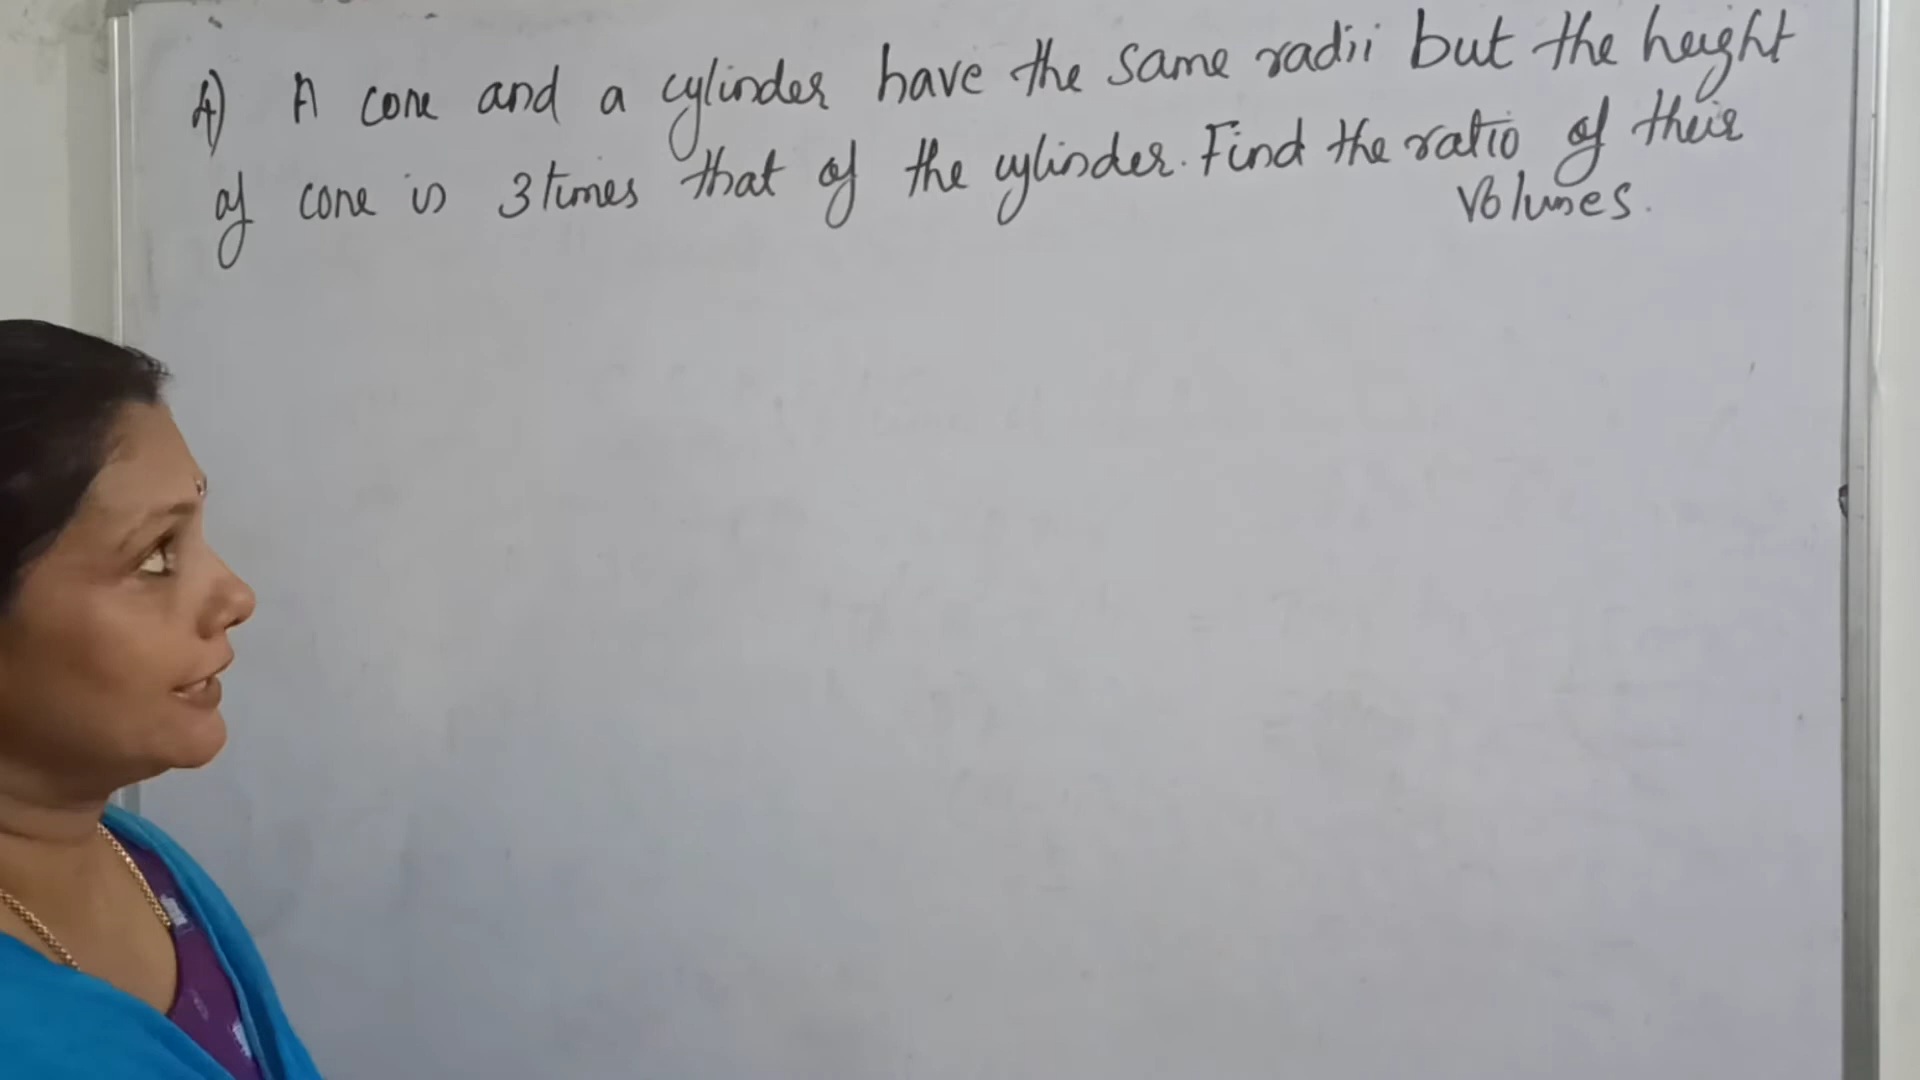 4) A cone and a cylinder have the same radii but the height
of cone is 3 times that of the cylinder. Find the ratio of their
volumes.